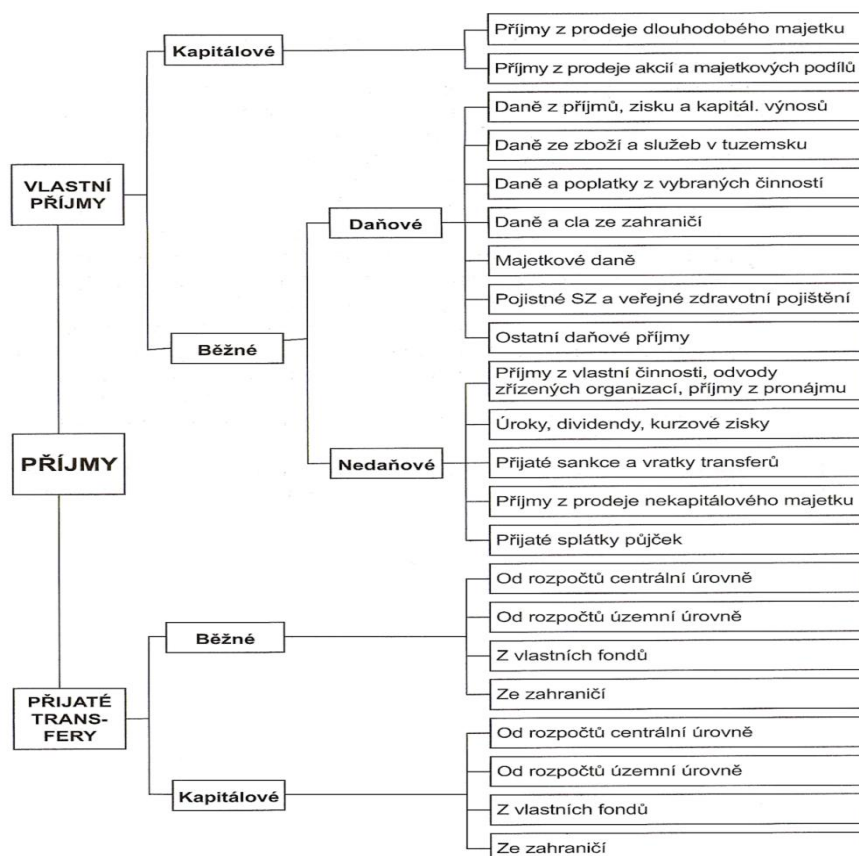 Příjmy z prodeje dlouhodobého majetku
Kapitálové
Příjmy z prodeje akcií a majetkových podílů
Daně z příjmů, zisku a kapitál. výnosů
Daně ze zboží a služeb v tuzemsku
VLASTNÍ
PŘÍJMY
Daně a poplatky z vybraných činností
Daňové
Daně a cla ze zahraničí
Majetkové daně
Pojistné SZ a veřejné zdravotní pojištění
Běžné
Ostatní daňové příjmy
Příjmy z vlastní činnosti, odvody
zřízených organizací, příjmy z pronájmu
Úroky, dividendy, kurzové zisky
PŘÍJMY
Nedaňové
Přijaté sankce a vratky transferů
Příjmy z prodeje nekapitálového majetku
Přijaté splátky půjček
Od rozpočtů centrální úrovně
Od rozpočtů územní úrovně
Běžné
Z vlastních fondů
Ze zahraničí
PŘIJATÉ
TRANS-
FERY
Od rozpočtů centrální úrovně
Od rozpočtů územní úrovně
Kapitálové
Z vlastních fondů
Ze zahraničí